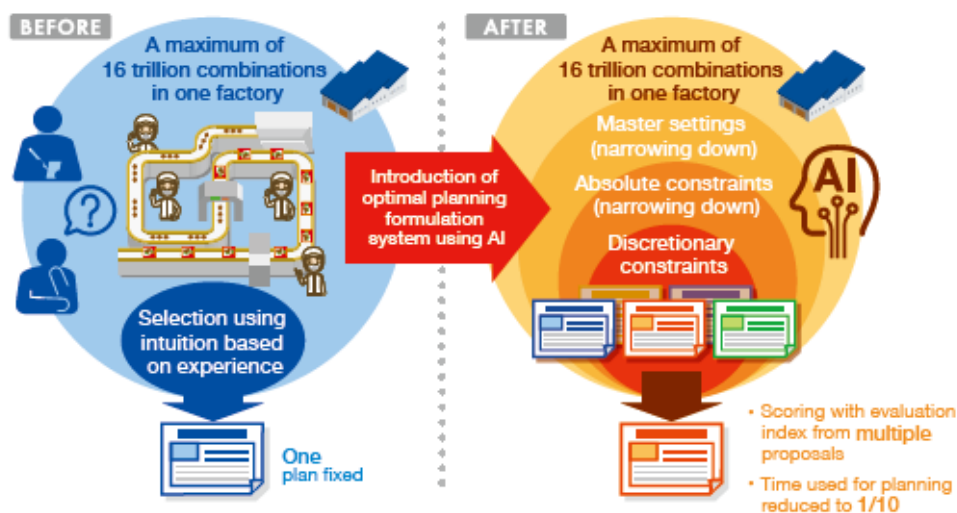 BEFORE
A maximum of
16 trillion combinations
in one factory
?
Selection using
intuition based
on experience
One
plan fixed
Introduction of
optimal planning
formulation
system using AI
AFTER
A maximum of
16 trillion combinations
in one factory
Master settings
(narrowing down)
Absolute constraints
(narrowing down)
AI
Discretionary
constraints
• Scoring with evaluation
index from multiple
proposals
• Time used for planning
reduced to 1/10